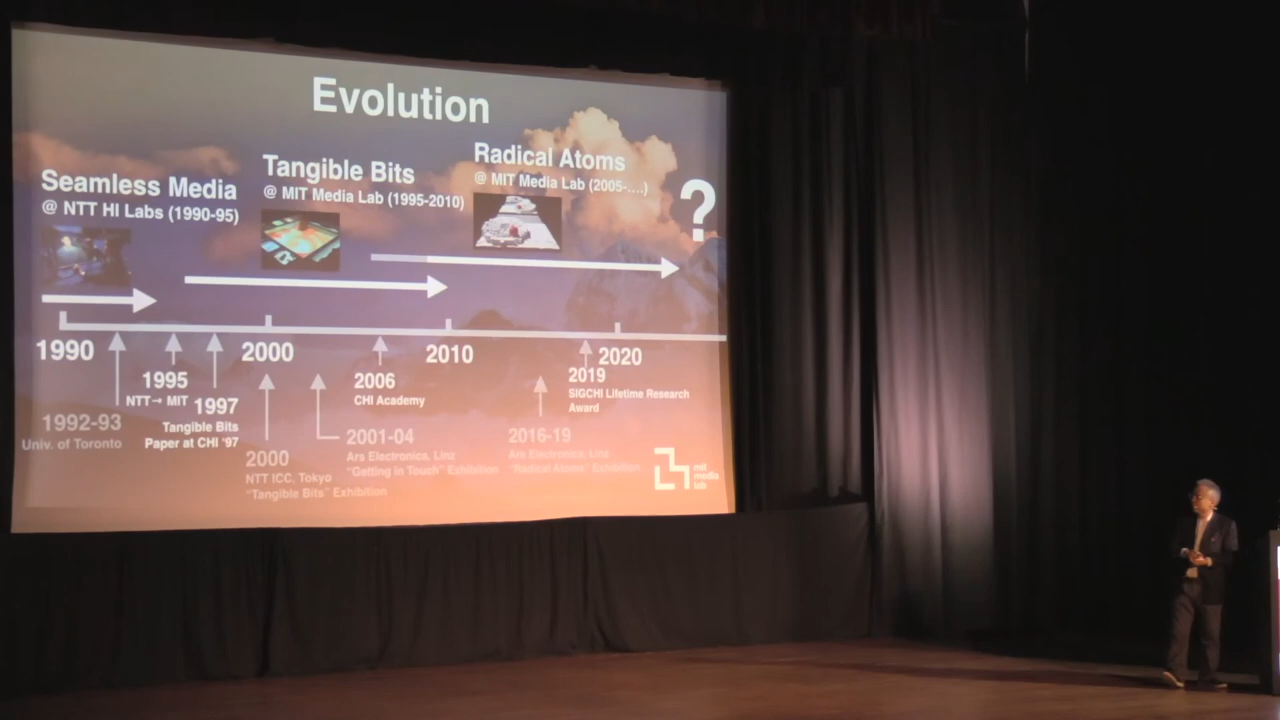 Evolution
Seamless Media
@ NTT HI Labs (1990-95)
Tangible Bits
@ MIT Media Lab (1995-2010)
Radical Atoms
@ MIT Media Lab (2005-....)
?
1990
2000
2010
2020
1992-93
Univ. of Toronto
1995
NTT→ MIT
1997
Tangible Bits
Paper at CHI '97
2000
NTT ICC, Tokyo
"Tangible Bits" Exhibition
2001-04
Ars Electronica, Linz
"Getting in Touch" Exhibition
2006
CHI Academy
2016-19
Ars Electronica, Linz
"Radical Atoms" Exhibition
2019
SIGCHI Lifetime Research
Award
mit
media
lab